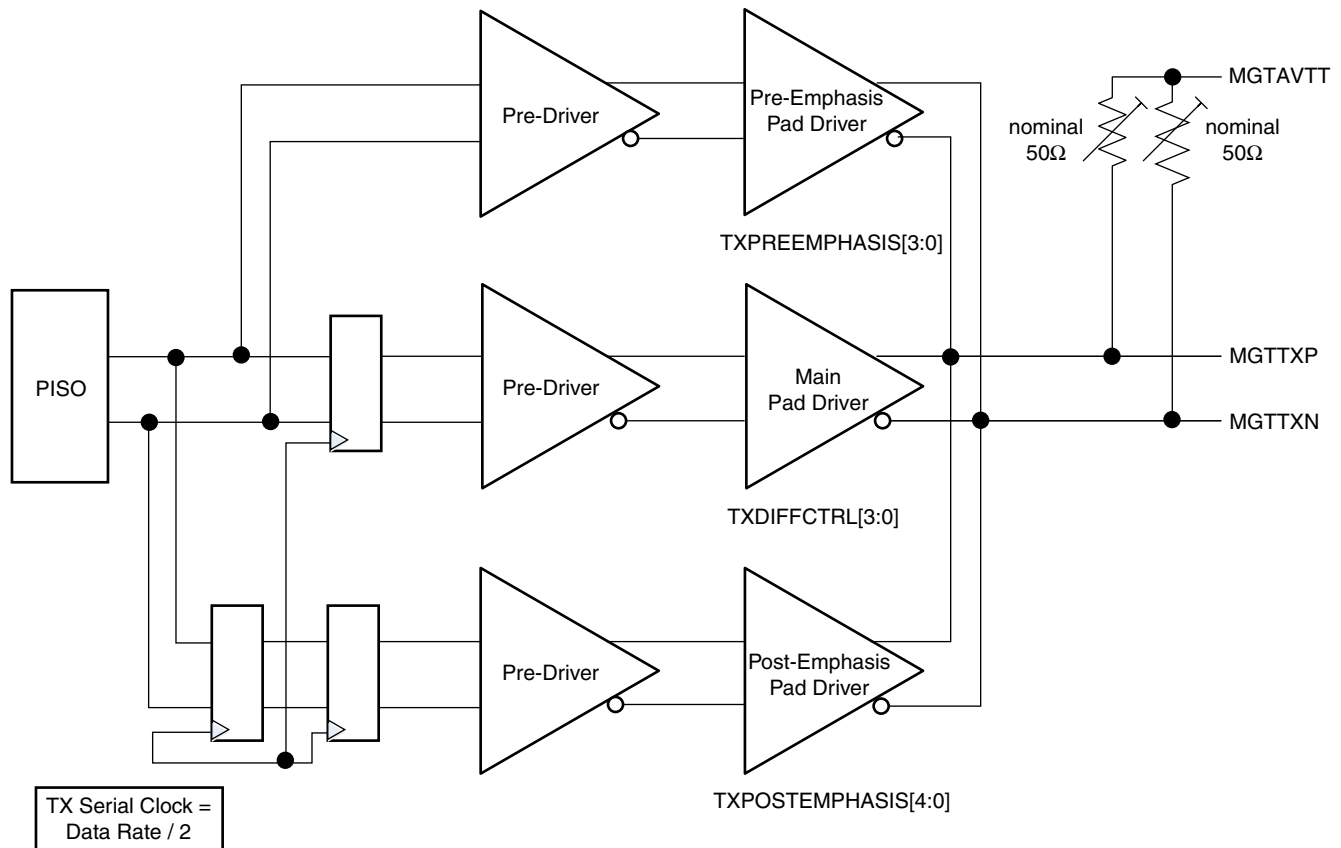 Pre-Driver
Pre-Emphasis
Pad Driver
TXPREEMPHASIS[3:0]
MGTAVTT
nominal
50Ω
nominal
50Ω
PISO
Pre-Driver
Main
Pad Driver
TXDIFFCTRL[3:0]
MGTTXP
MGTTXN
Pre-Driver
Post-Emphasis
Pad Driver
TXPOSTEMPHASIS[4:0]
TX Serial Clock =
Data Rate / 2